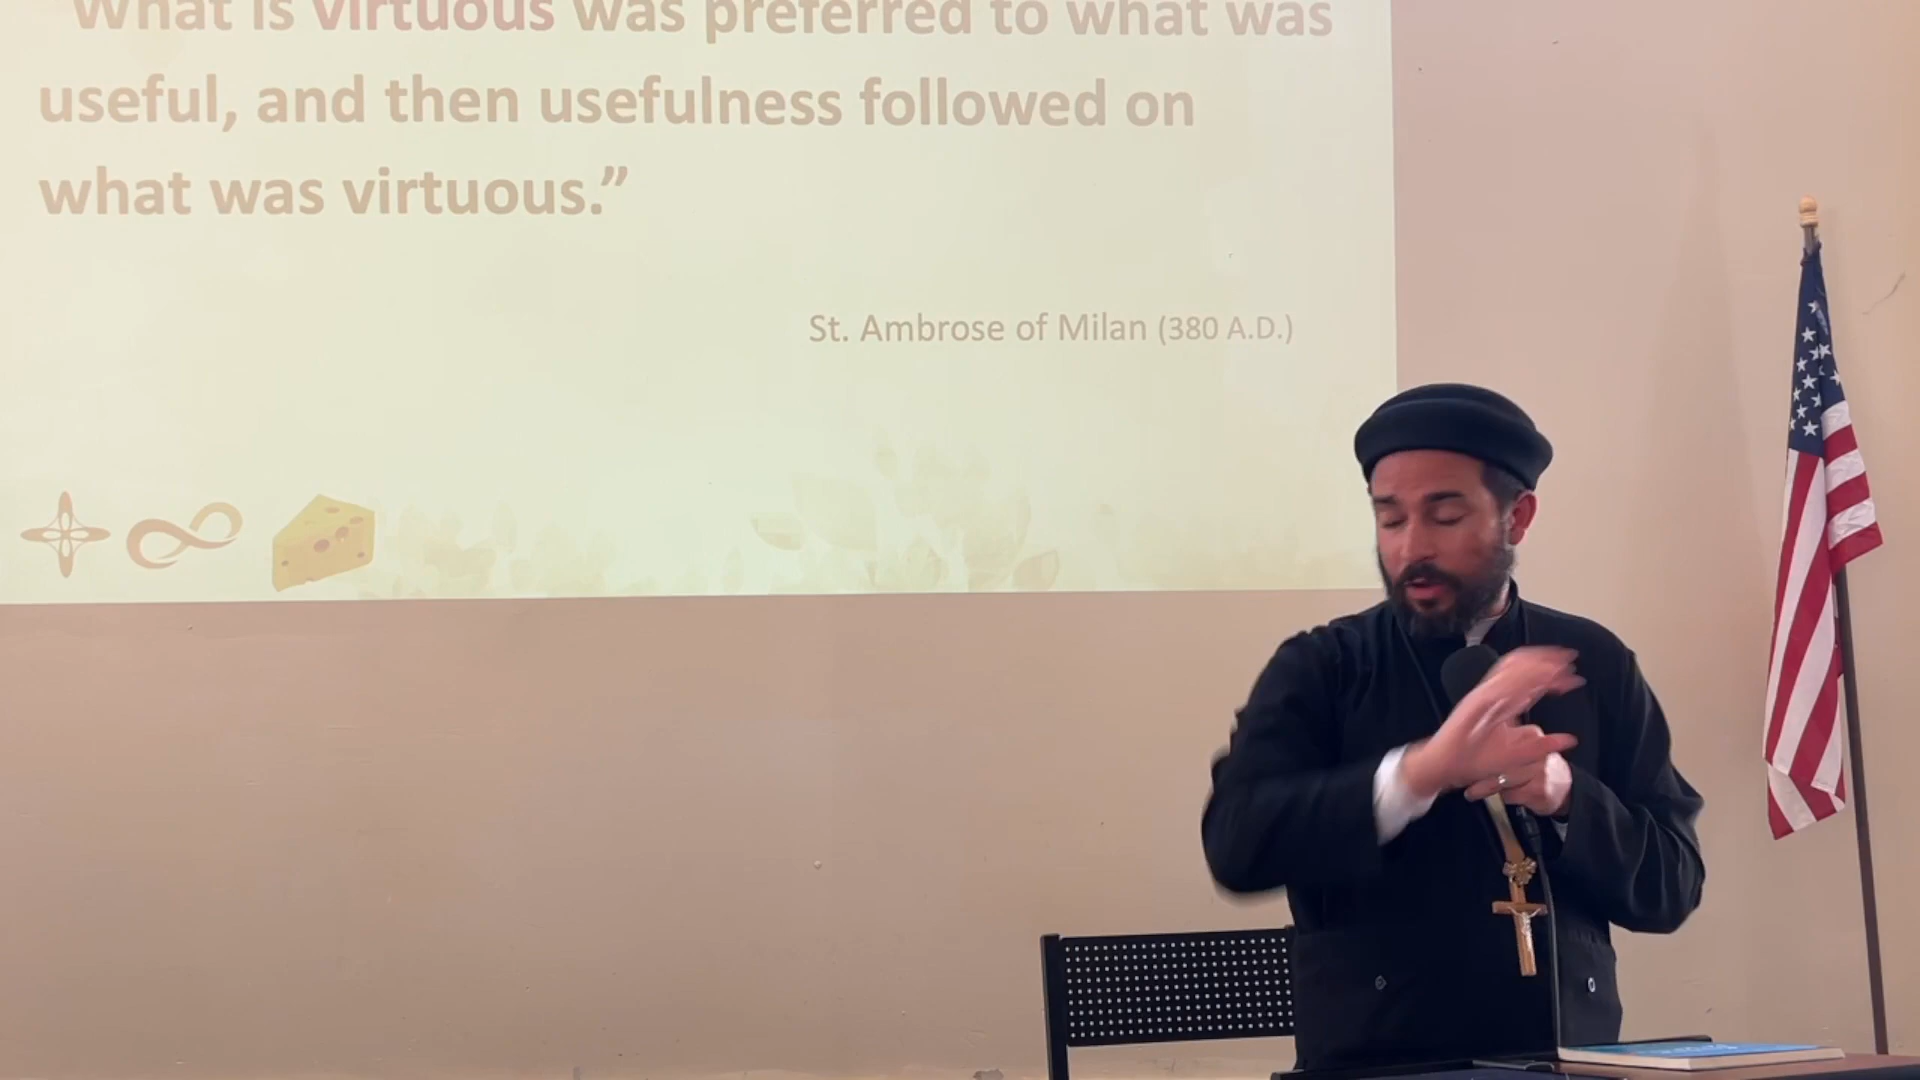 What is virtuous was preferred to what was
useful, and then usefulness followed on
what was virtuous.”
St. Ambrose of Milan (380 A.D.)